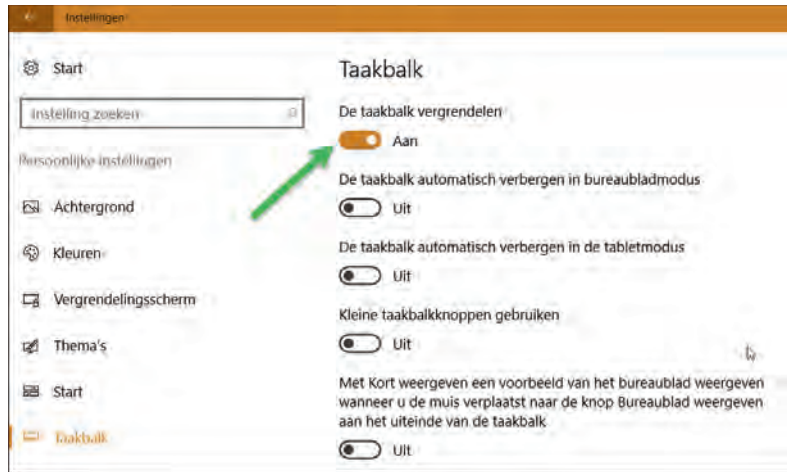 Instellingen
Start
Instelling zoeken
Persoonlijke instellingen
Achtergrond
Kleuren
Vergrendelingsscherm
Thema's
Start
Taakbalk
Taakbalk
De taakbalk vergrendelen
Aan
De taakbalk automatisch verbergen in bureaubladmodus
Uit
De taakbalk automatisch verbergen in de tabletmodus
Uit
Kleine taakbalkknoppen gebruiken
Uit
Met Kort weergeven een voorbeeld van het bureaublad weergeven
wanneer u de muis verplaatst naar de knop Bureaublad weergeven
aan het uiteinde van de taakbalk
Uit